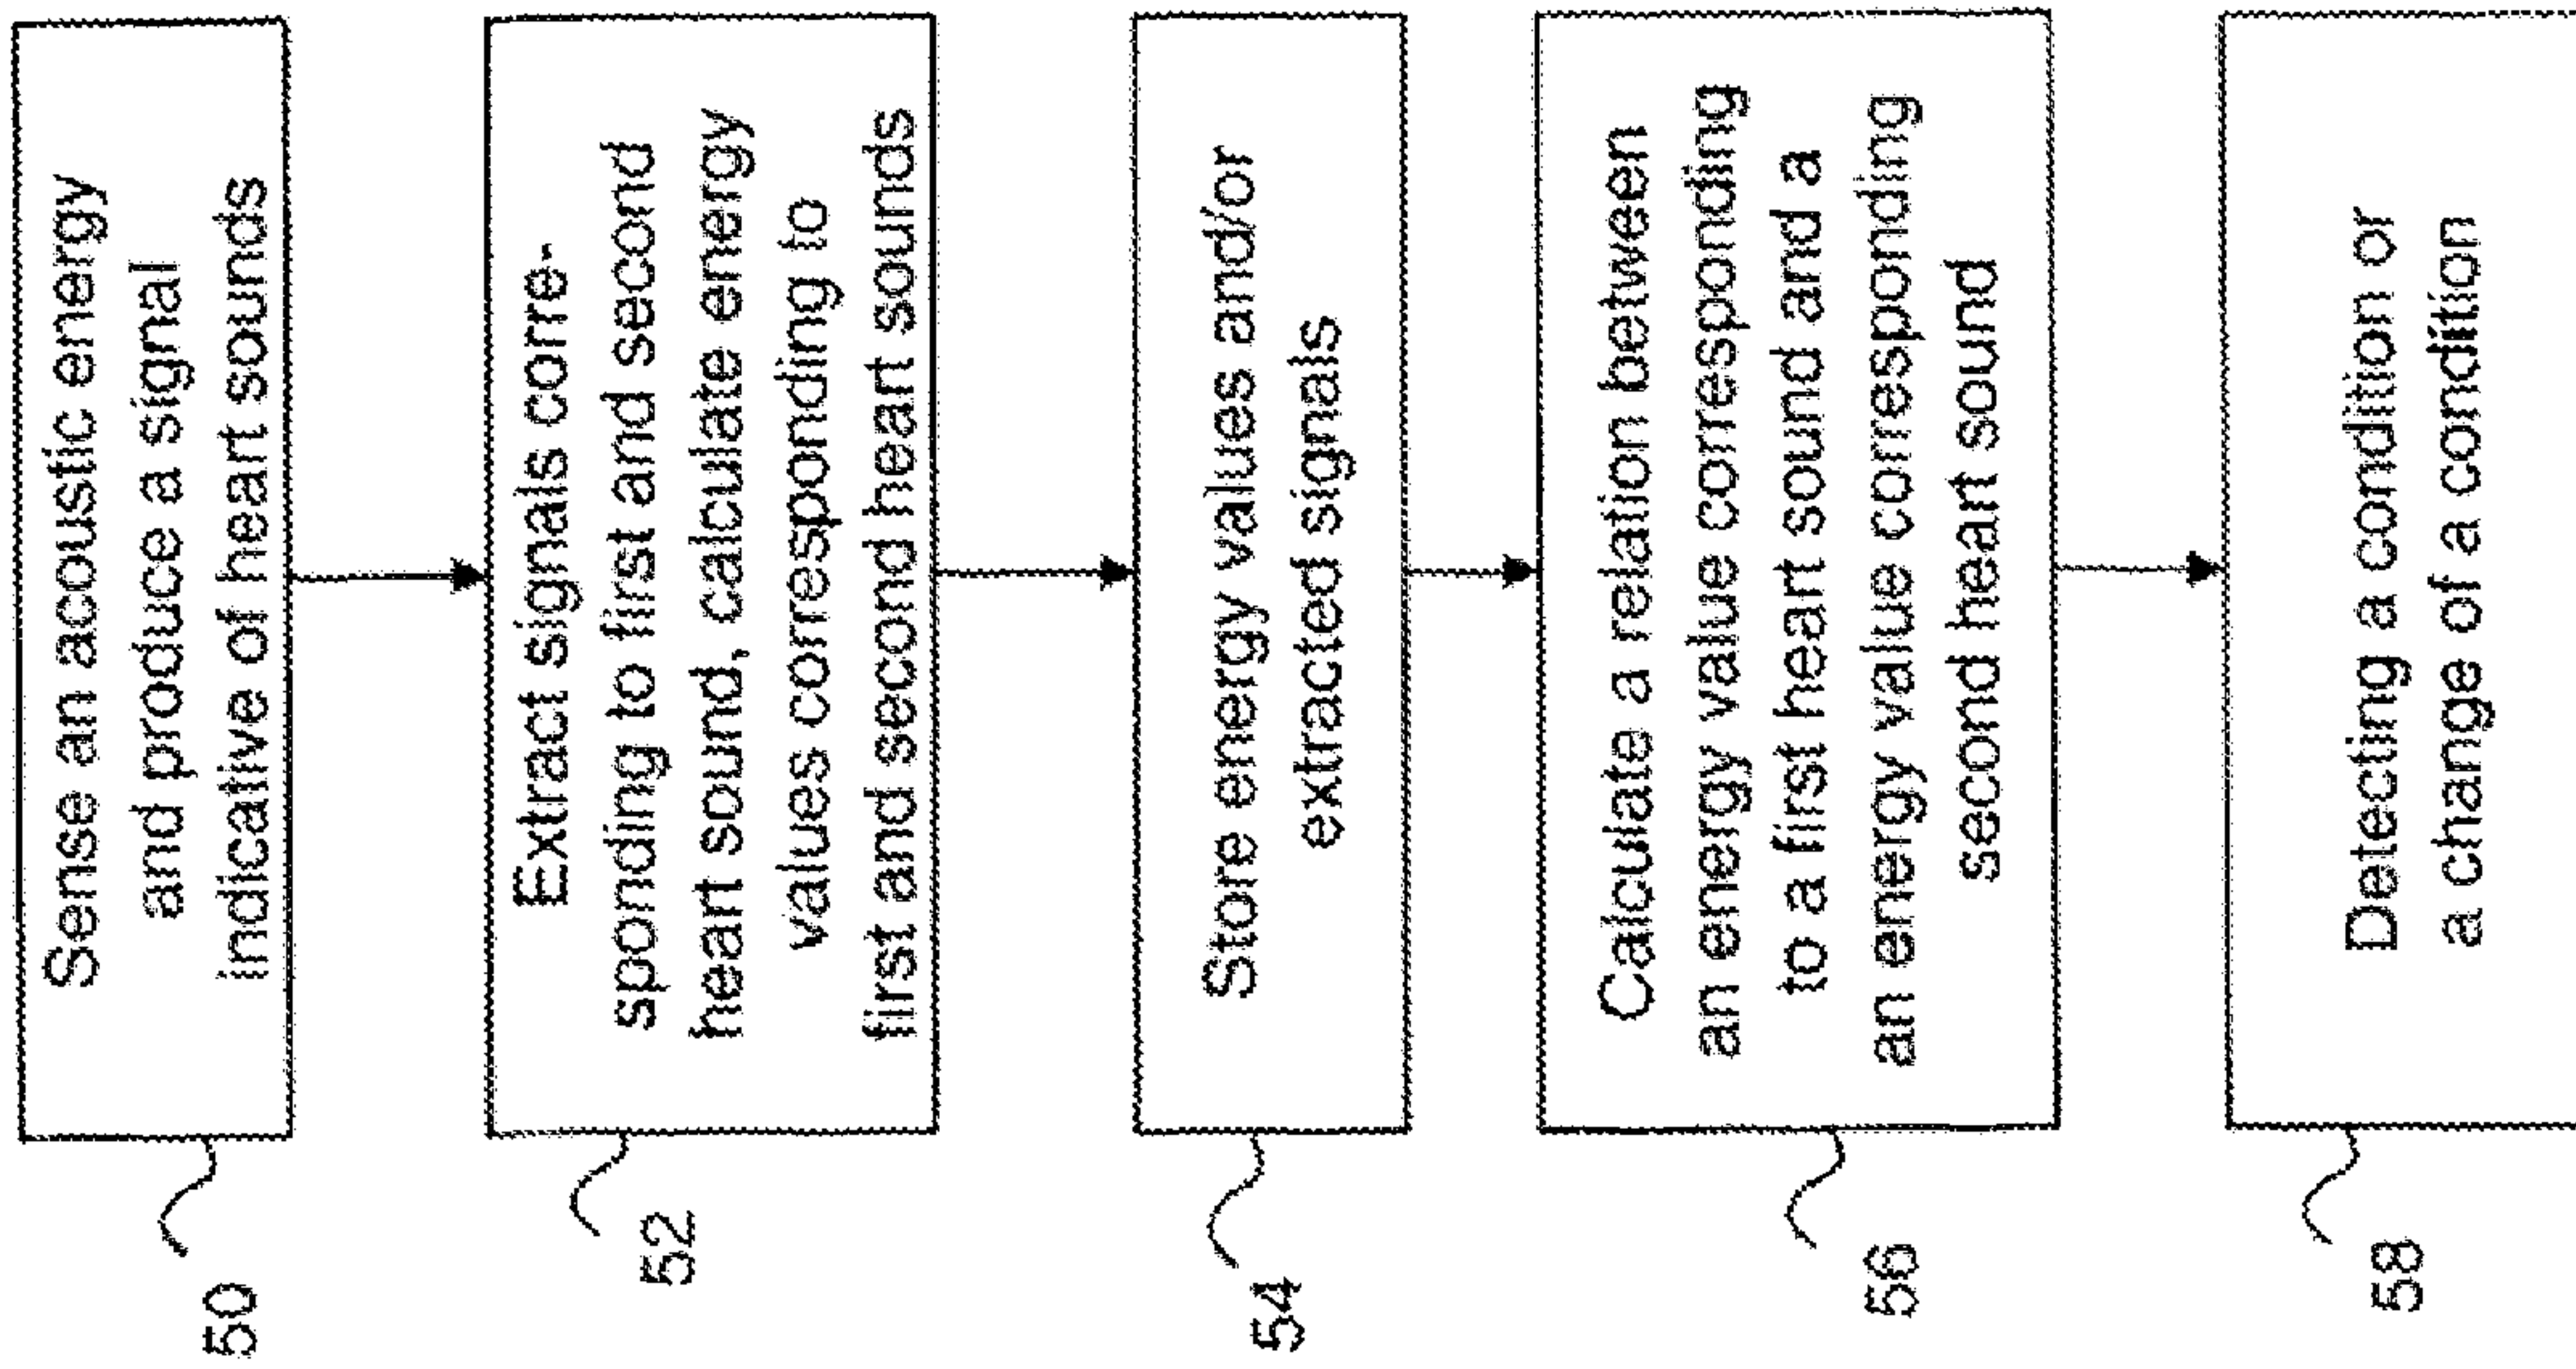 Sense an acoustic energy
and produce a signal
indicative of heart sounds
50
Extract signals corre-
sponding to first and second
heart sound, calculate energy
values corresponding to
first and second heart sounds
52
Store energy values and/or
extracted signals
54
Calculate a relation between
an energy value corresponding
to a first heart sound and a
an energy value corresponding
second heart sound
56
Detecting a condition or
a change of a condition
58